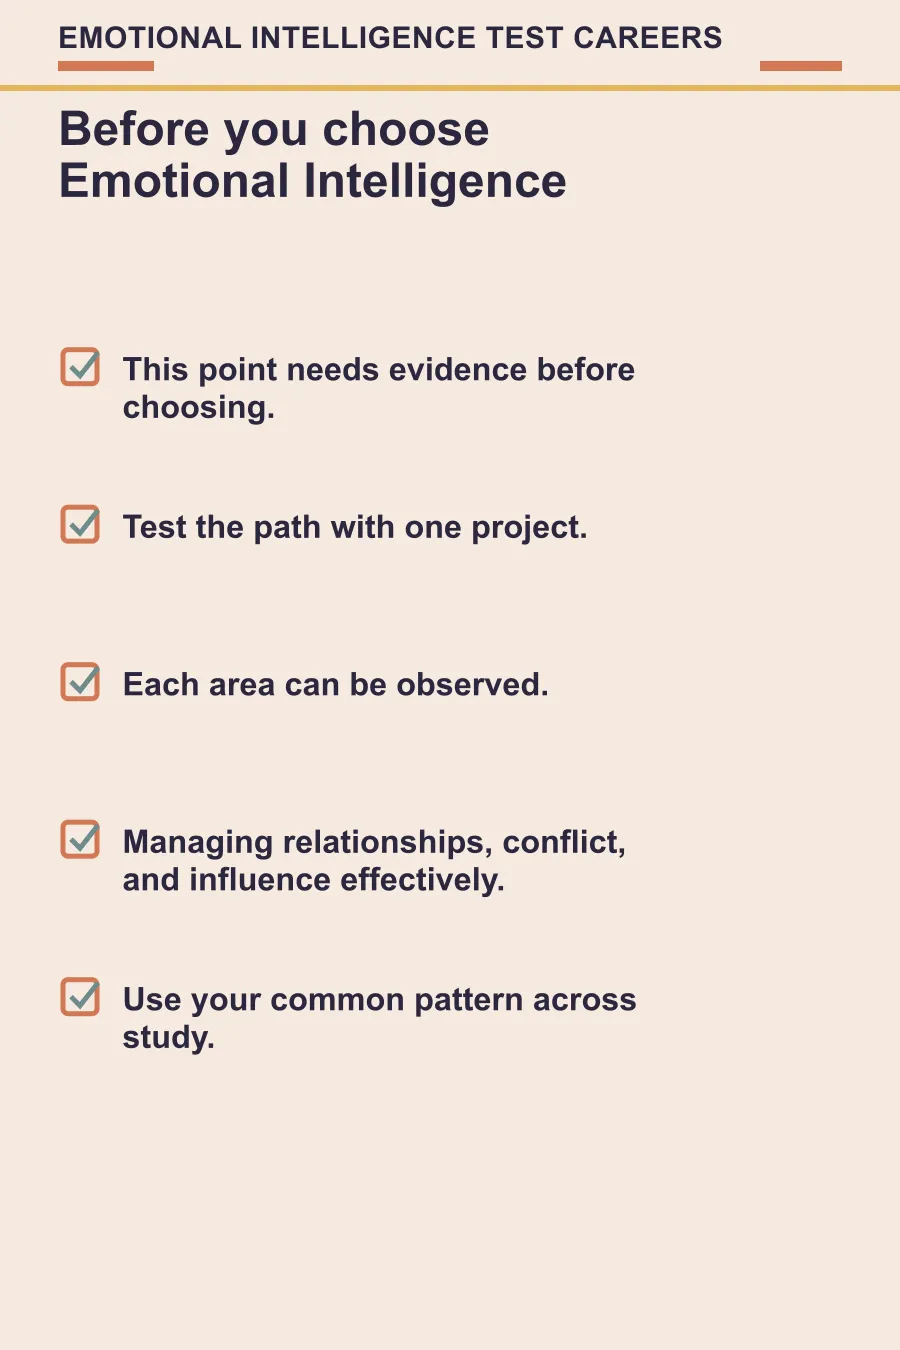 EMOTIONAL INTELLIGENCE TEST CAREERS
Before you choose
Emotional Intelligence
This point needs evidence before
choosing.
Test the path with one project.
Each area can be observed.
Managing relationships, conflict,
and influence effectively.
Use your common pattern across
study.